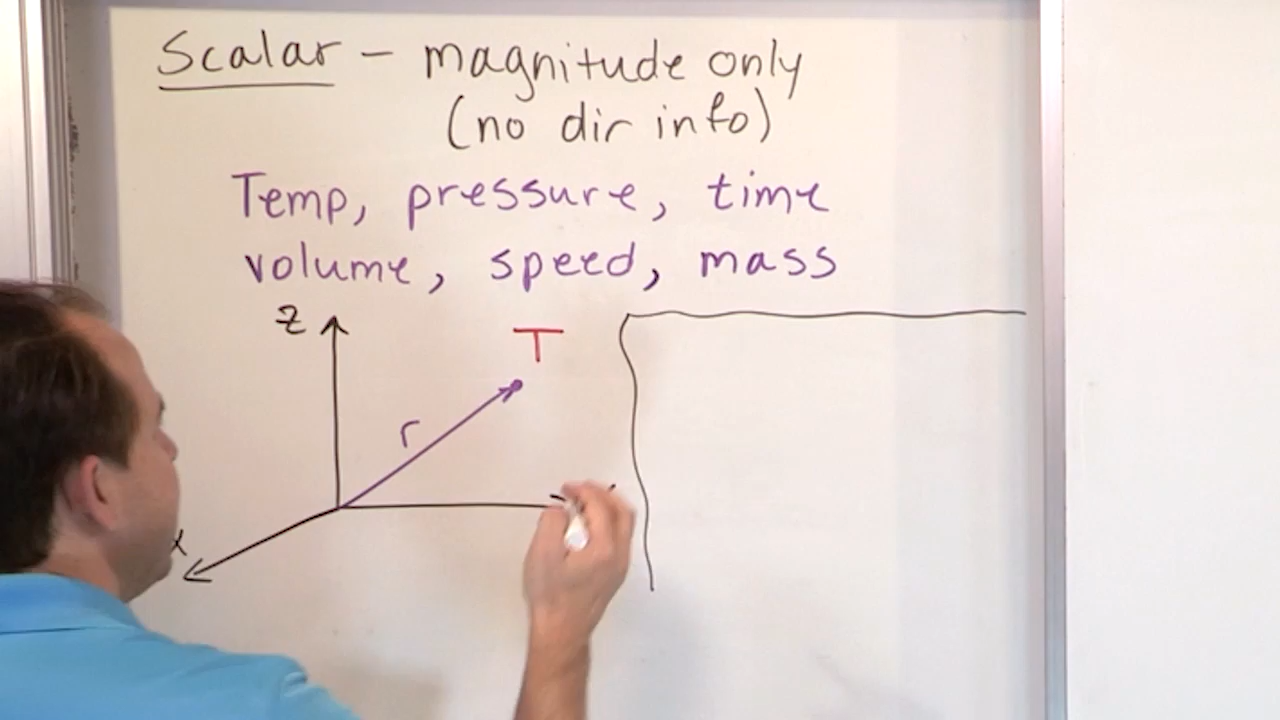 Scalar - magnitude only
(no dir info)
Temp, pressure, time
volume, speed, mass
Z
T
r
x